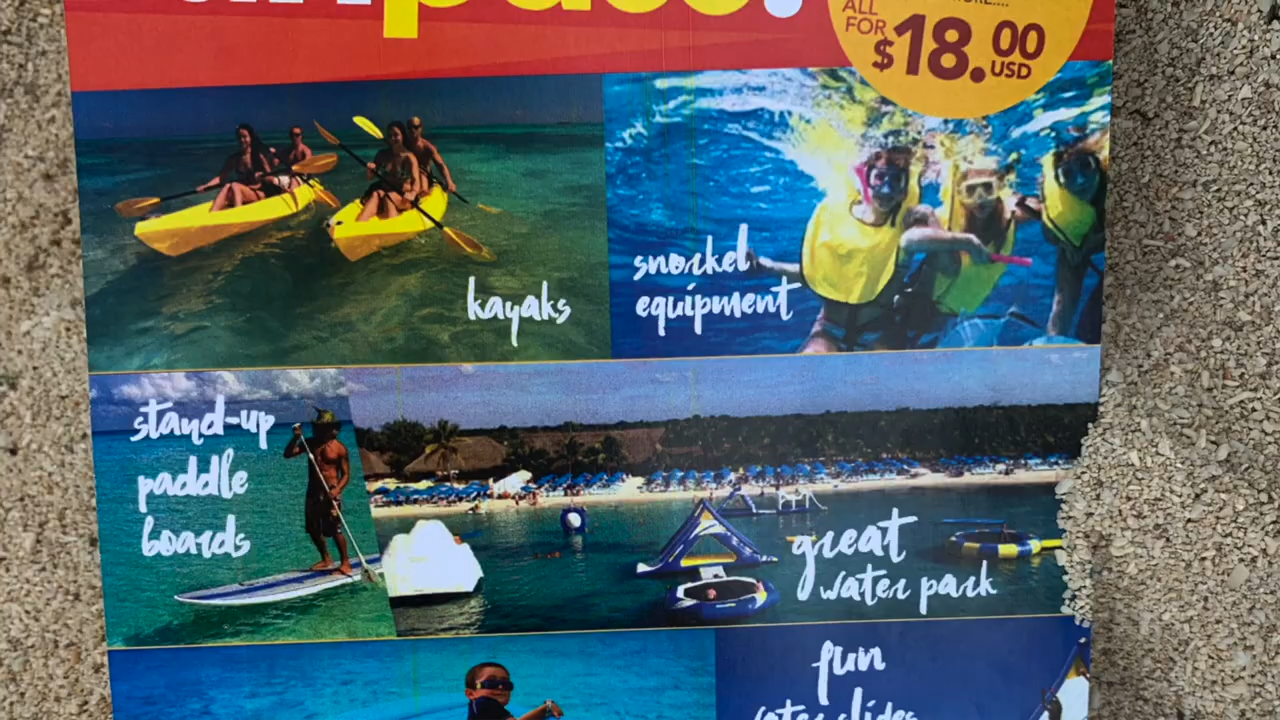 ALL
FOR
$18.00
USD
kayaks
snorkel
equipment
stand-up
paddle
boards
great
water park
fun